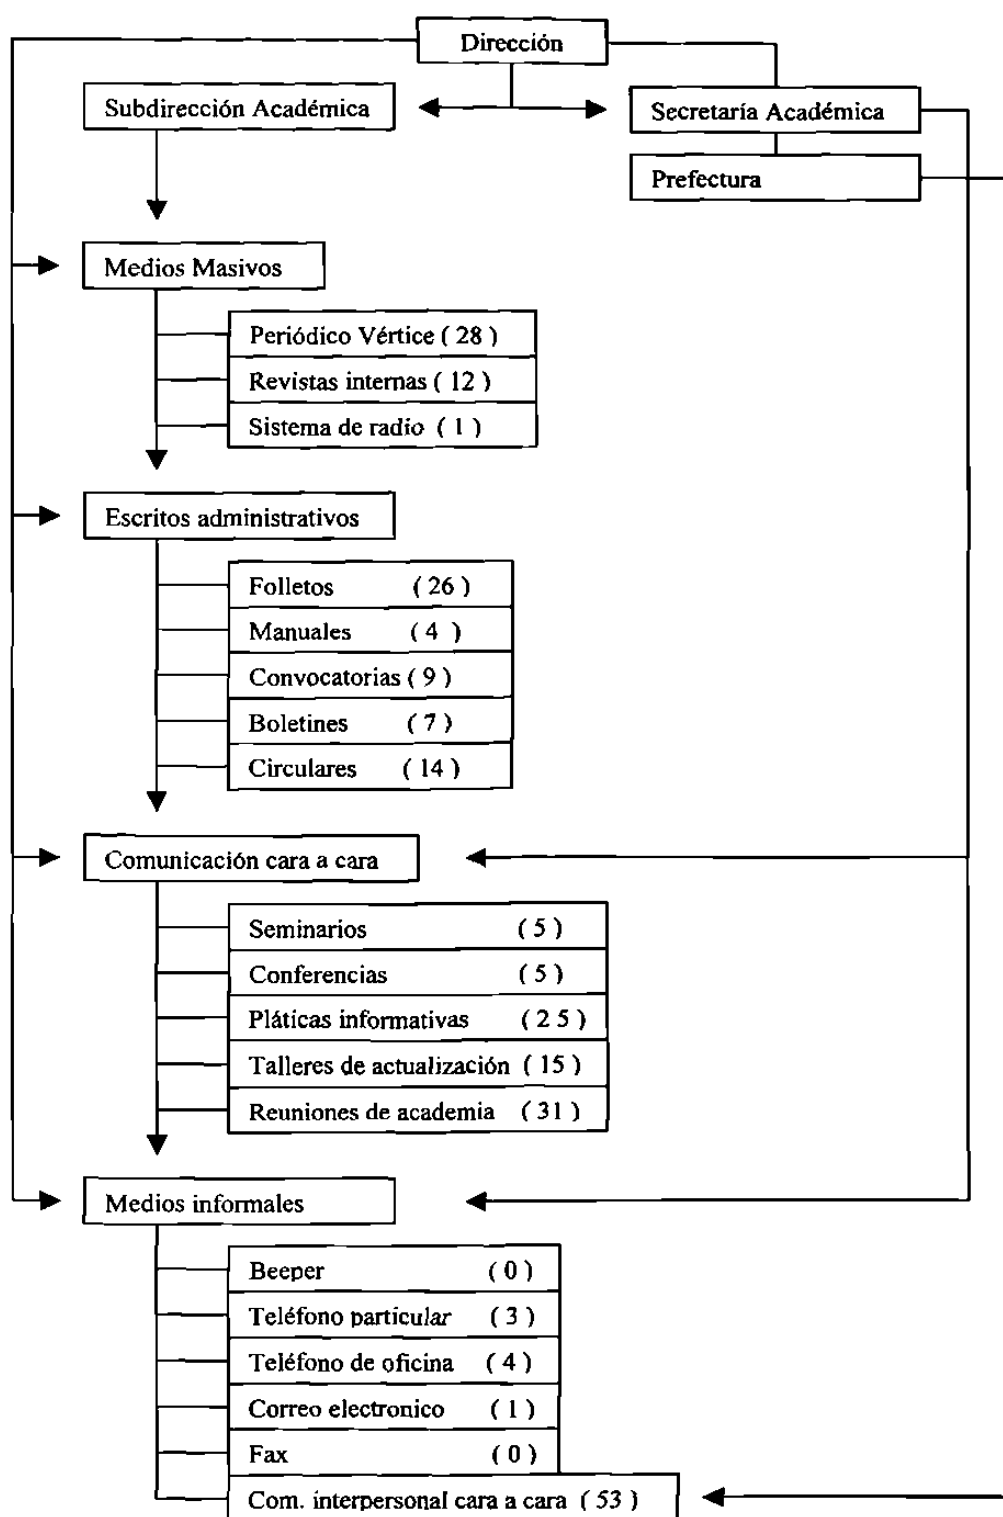 Dirección
Subdirección Académica
Secretaría Académica
Prefectura
Medios Masivos
Periódico Vértice ( 28 )
Revistas internas ( 12 )
Sistema de radio ( 1 )
Escritos administrativos
Folletos ( 26 )
Manuales ( 4 )
Convocatorias ( 9 )
Boletines ( 7 )
Circulares ( 14 )
Comunicación cara a cara
Seminarios ( 5 )
Conferencias ( 5 )
Pláticas informativas ( 2 5 )
Talleres de actualización ( 15 )
Reuniones de academia ( 31 )
Medios informales
Beeper ( 0 )
Teléfono particular ( 3 )
Teléfono de oficina ( 4 )
Correo electronico ( 1 )
Fax ( 0 )
Com. interpersonal cara a cara ( 53 )